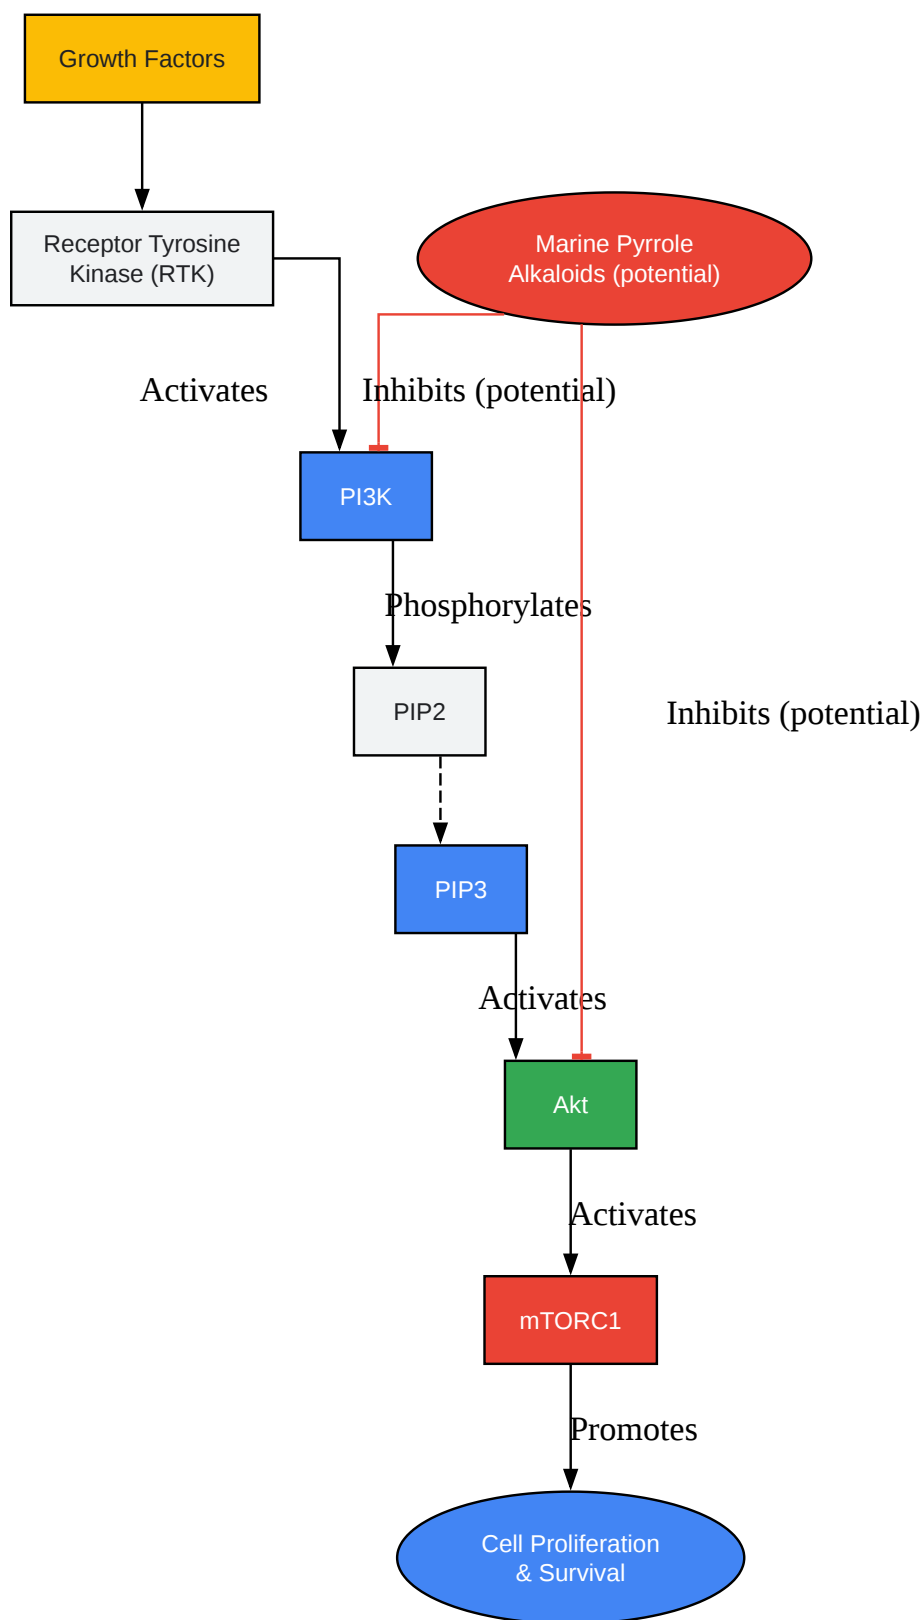 Growth Factors
Receptor Tyrosine
Kinase (RTK)
Marine Pyrrole
Alkaloids (potential)
Activates
Inhibits (potential)
PI3K
Phosphorylates
PIP2
Inhibits (potential)
PIP3
Activates
Akt
Activates
mTORC1
Promotes
Cell Proliferation
& Survival